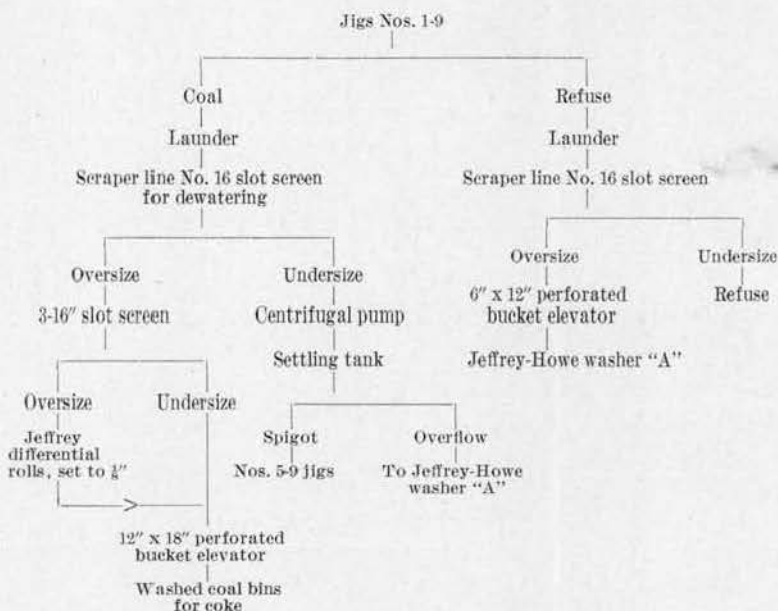 Jigs Nos. 1-9
Coal
Refuse
Launder
Launder
Scraper line No. 16 slot screen
for dewatering
Scraper line No. 16 slot screen
Oversize
Undersize
Oversize
Undersize
3-16″ slot screen
Centrifugal pump
6″ x 12″ perforated
bucket elevator
Refuse
Settling tank
Jeffrey-Howe washer “A”
Oversize
Undersize
Spigot
Overflow
Jeffrey
differential
rolls, set to ⅛″
Nos. 5-9 jigs
To Jeffrey-Howe
washer “A”
12″ x 18″ perforated
bucket elevator
Washed coal bins
for coke